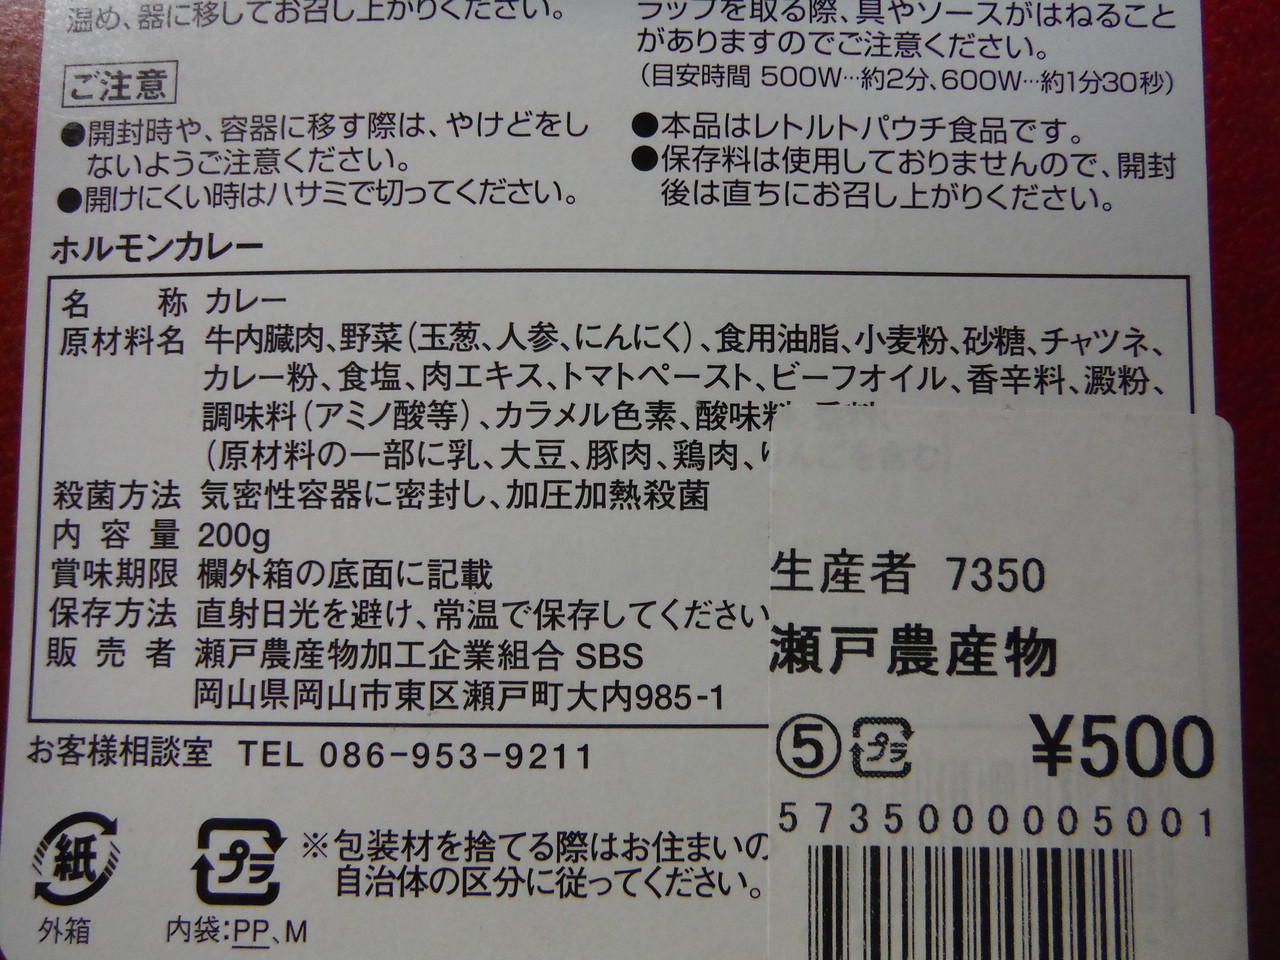 温め、器に移してお召し上がりください。
ラップを取る際、具やソースがはねること
がありますのでご注意ください。
(目安時間 500W…約2分、600W…約1分30秒)
ご注意
●開封時や、容器に移す際は、やけどをし
ないようご注意ください。
●開けにくい時はハサミで切ってください。
●本品はレトルトパウチ食品です。
●保存料は使用しておりませんので、開封
後は直ちにお召し上がりください。
ホルモンカレー
名称 カレー
原材料名 牛内臓肉、野菜(玉葱、人参、にんにく)、食用油脂、小麦粉、砂糖、チャツネ、
カレー粉、食塩、肉エキス、トマトペースト、ビーフオイル、香辛料、澱粉、
調味料(アミノ酸等)、カラメル色素、酸味料、香料、
(原材料の一部に乳、大豆、豚肉、鶏肉、りんごを含む)
殺菌方法 気密性容器に密封し、加圧加熱殺菌
内容量 200g
賞味期限 欄外箱の底面に記載
保存方法 直射日光を避け、常温で保存してください
販売者 瀬戸農産物加工企業組合 SBS
岡山県岡山市東区瀬戸町大内985-1
お客様相談室 TEL 086-953-9211
紙
外箱
プラ
内袋:PP、M
※包装材を捨てる際はお住まいの
自治体の区分に従ってください。
生産者 7350
瀬戸農産物
⑤ プラ ¥500
5735000005001